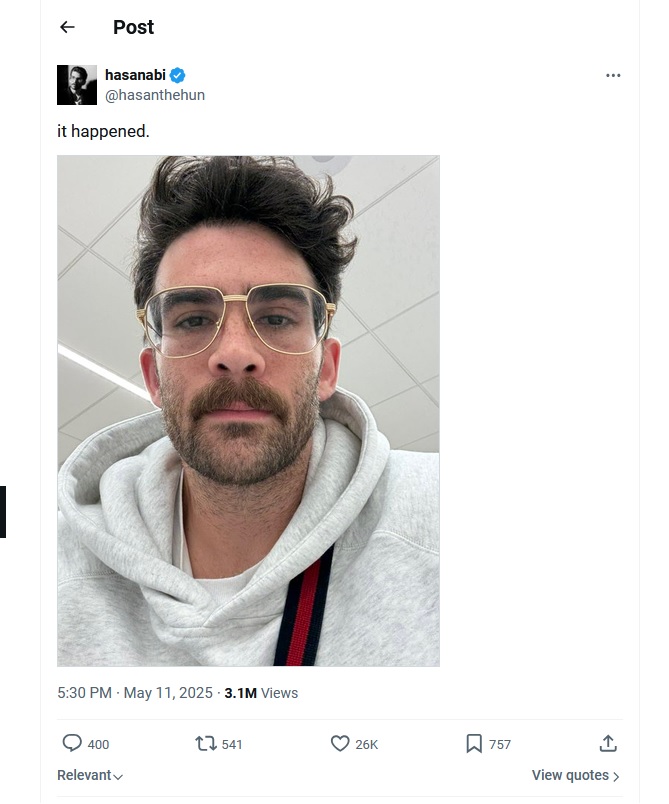 Post
hasanabi
@hasanthehun
it happened.
5:30 PM · May 11, 2025 · 3.1M Views
400 541 26K 757
Relevant View quotes